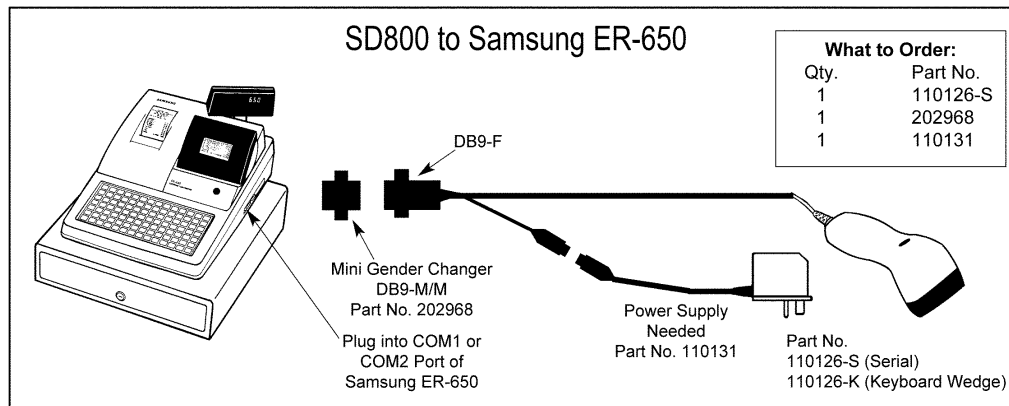 SD800 to Samsung ER-650
What to Order:
Qty. Part No.
1 110126-S
1 202968
1 110131
650
SAMSUNG
DB9-F
Mini Gender Changer
DB9-M/M
Part No. 202968
Plug into COM1 or
COM2 Port of
Samsung ER-650
Power Supply
Needed
Part No. 110131
Part No.
110126-S (Serial)
110126-K (Keyboard Wedge)